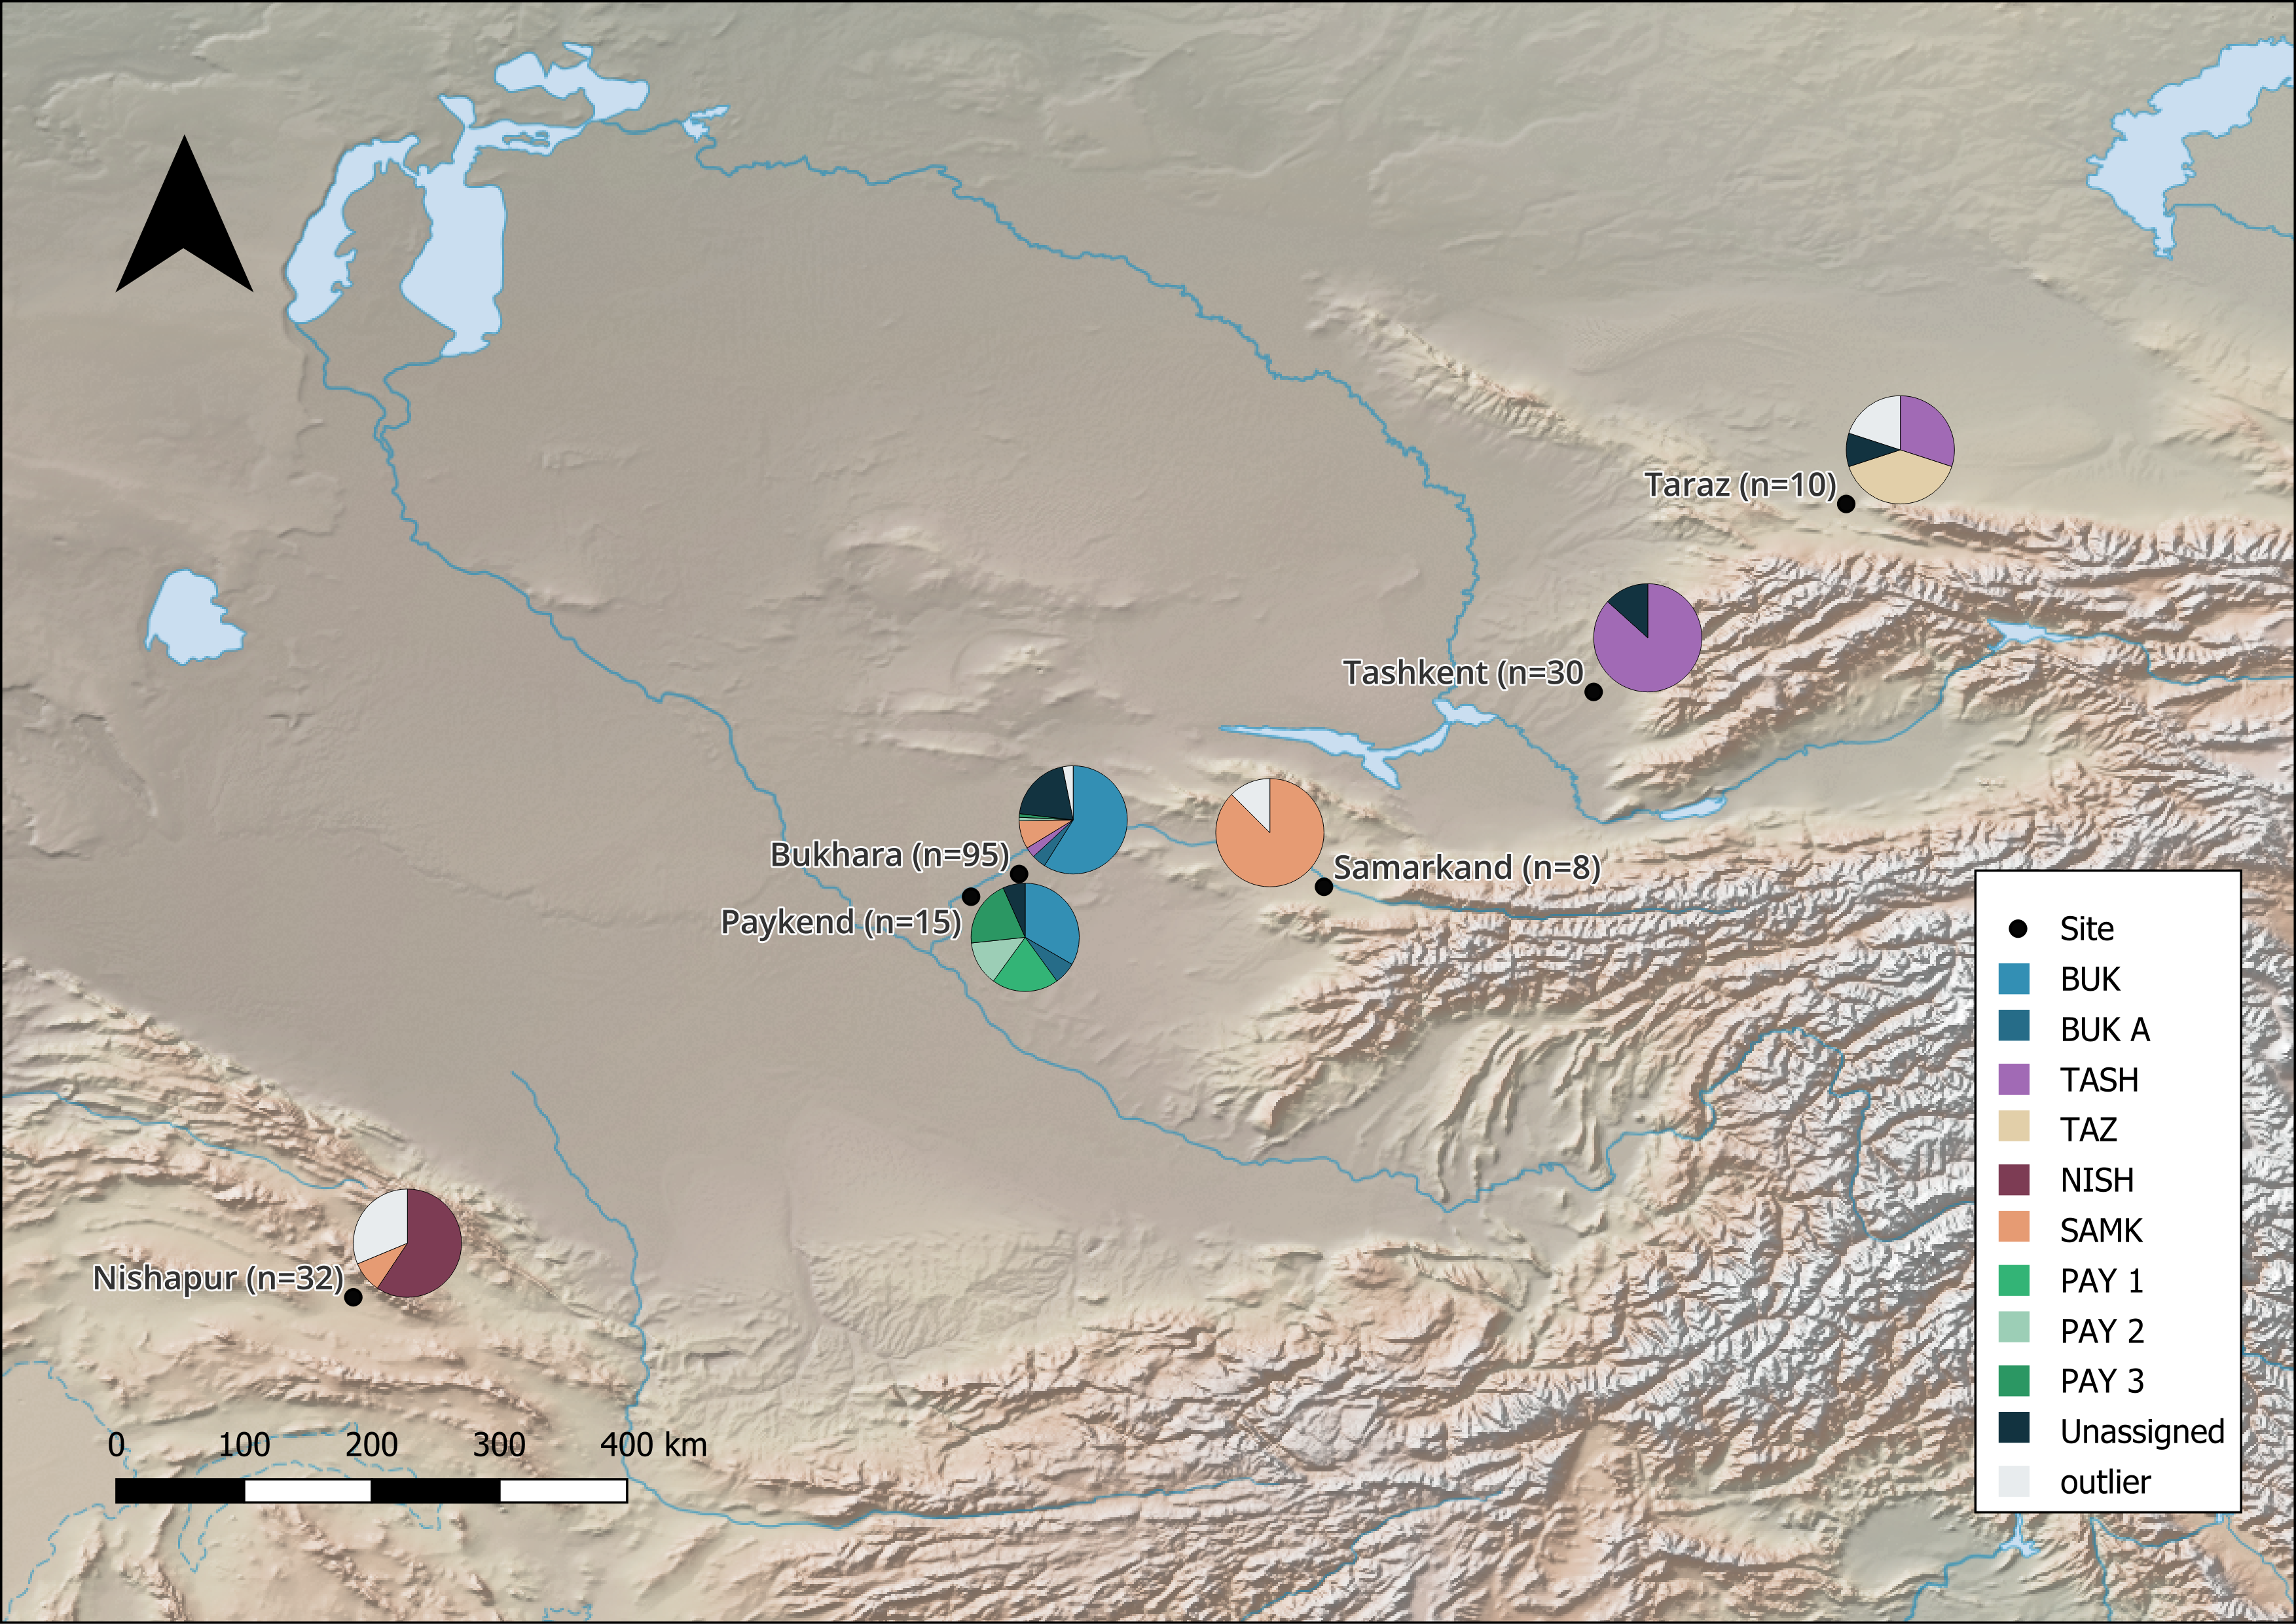 Taraz (n=10)
Tashkent (n=30
Bukhara (n=95)
Samarkand (n=8)
Paykend (n=15)
Nishapur (n=32)
Site
BUK
BUK A
TASH
TAZ
NISH
SAMK
PAY 1
PAY 2
PAY 3
Unassigned
outlier
0 100 200 300 400 km